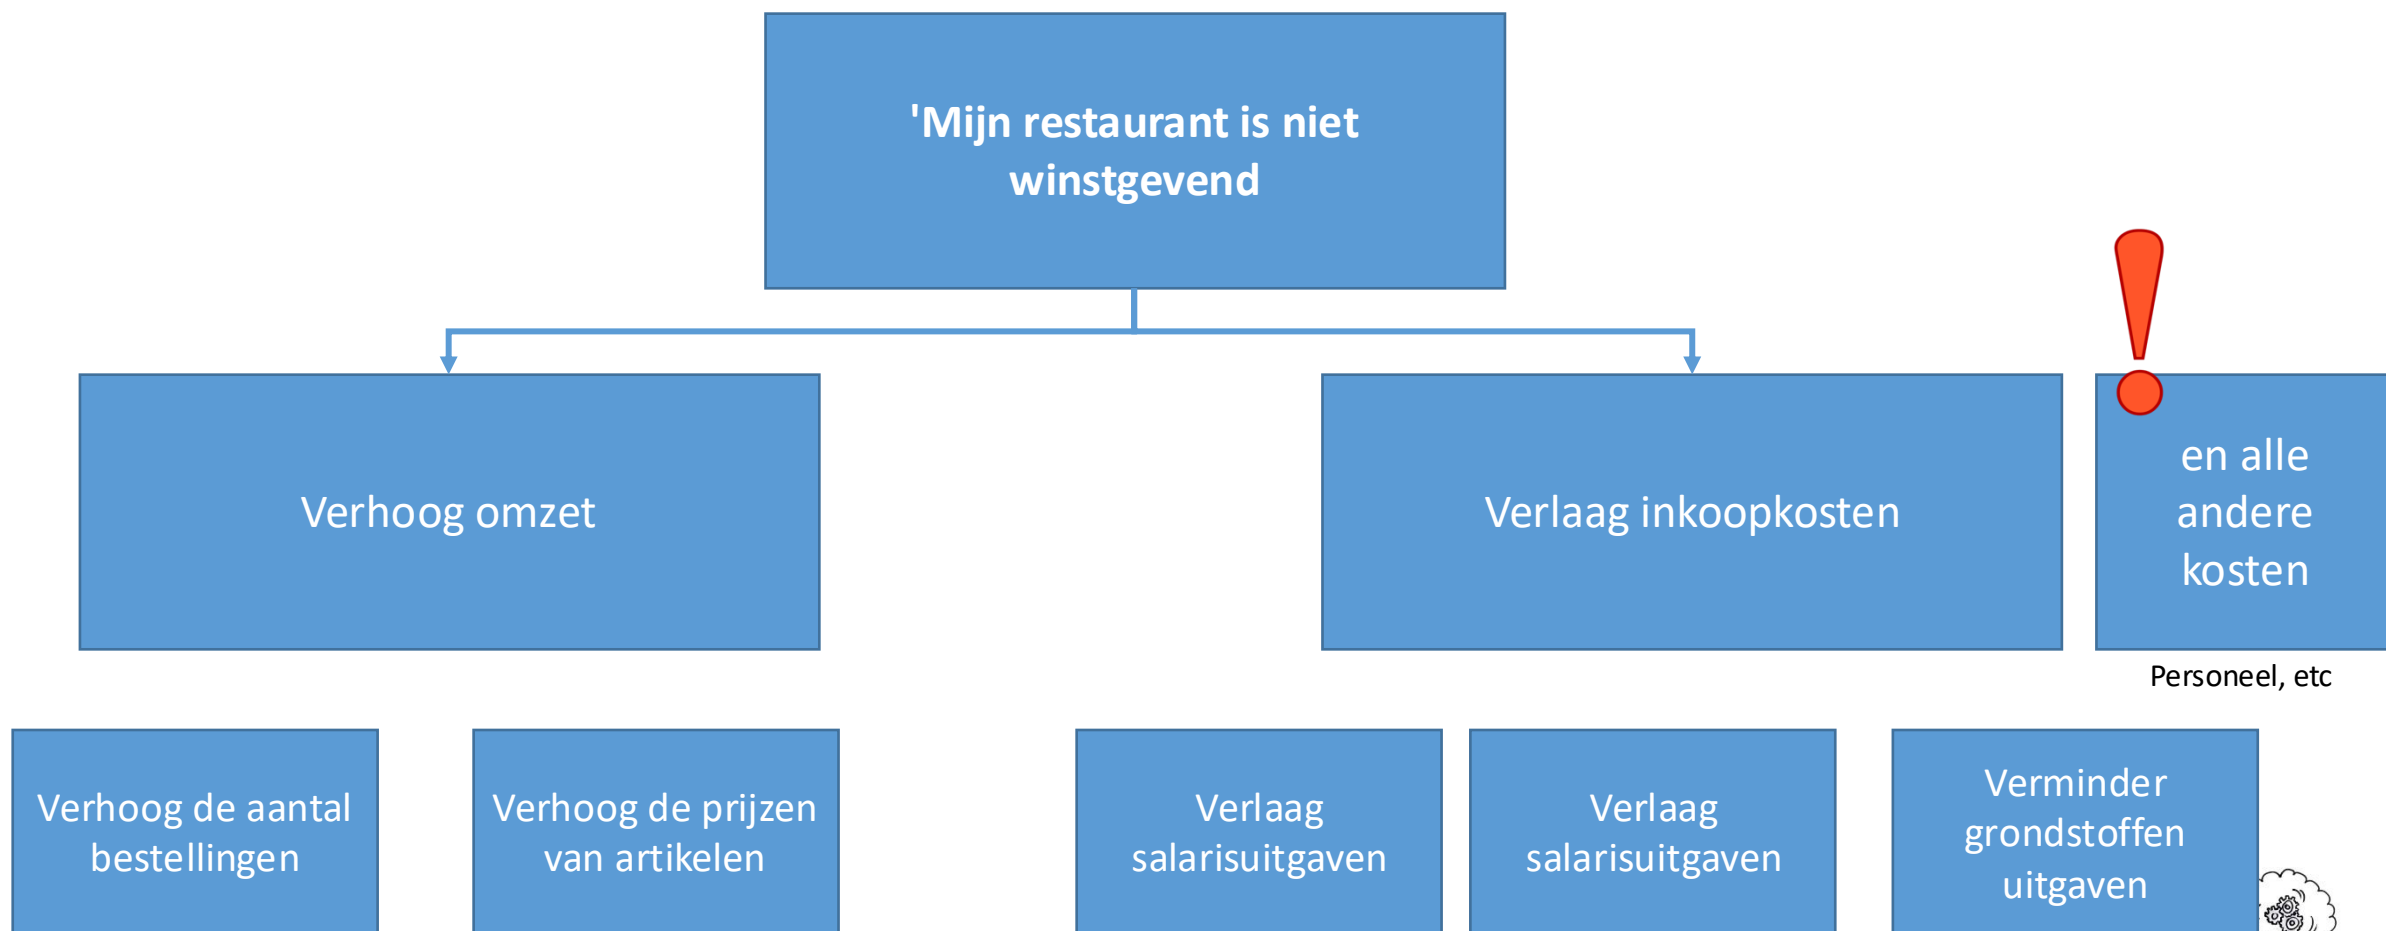 'Mijn restaurant is niet
winstgevend
Verhoog omzet
Verlaag inkoopkosten
en alle
andere
kosten
Personeel, etc
Verhoog de aantal
bestellingen
Verhoog de prijzen
van artikelen
Verlaag
salarisuitgaven
Verlaag
salarisuitgaven
Verminder
grondstoffen
uitgaven